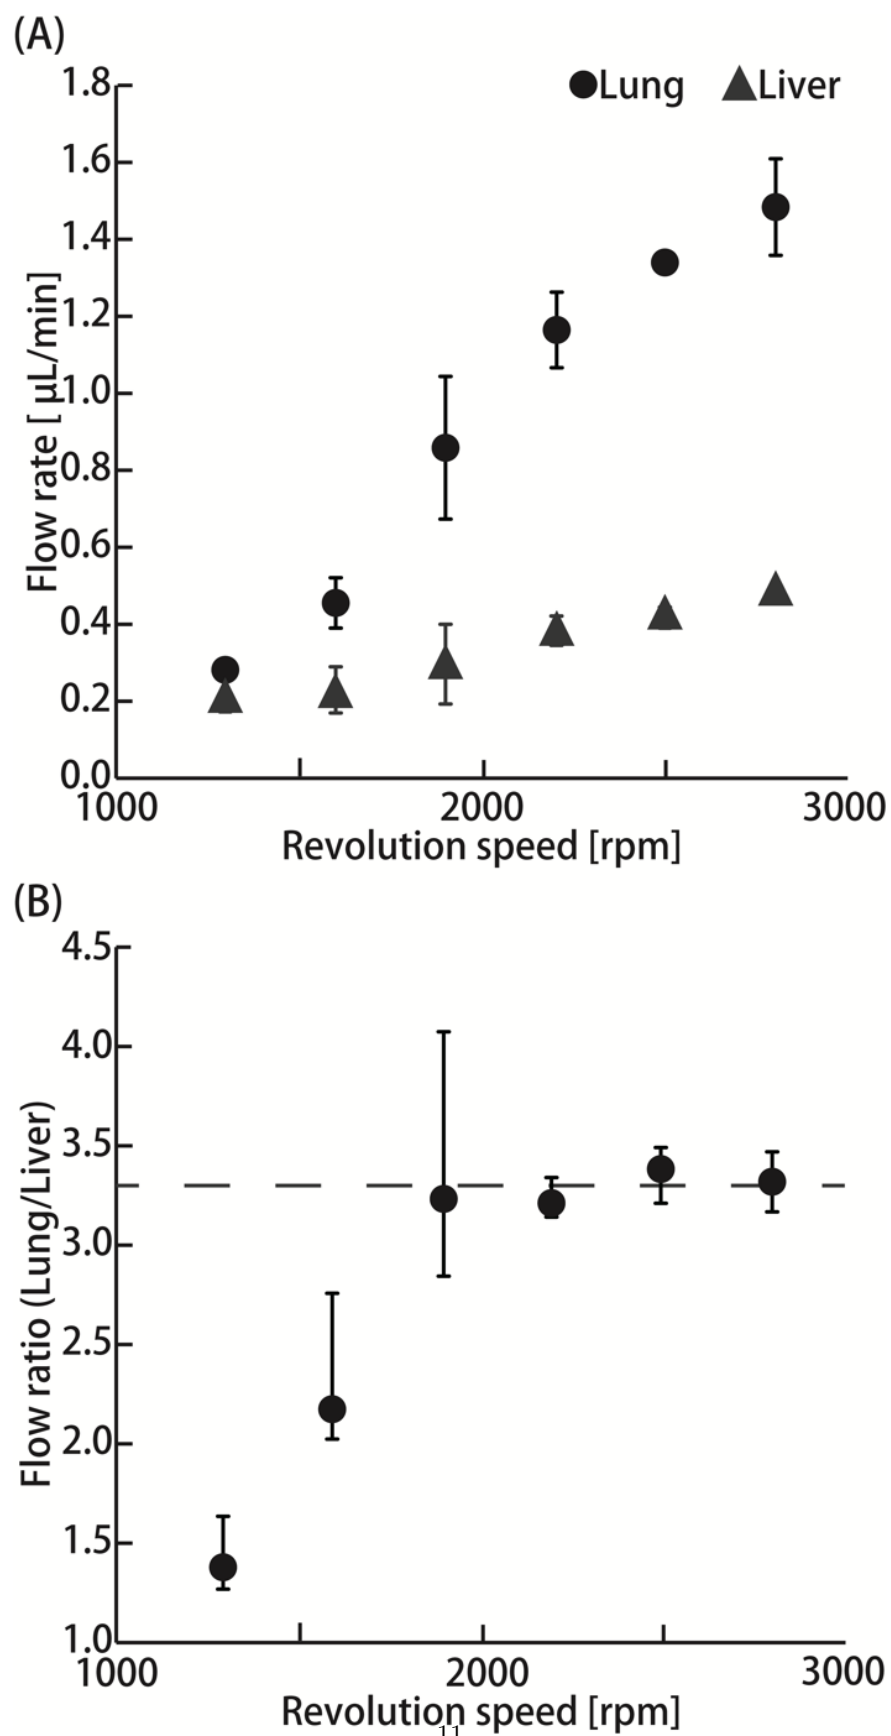 (A)
1.8
Lung Liver
1.6
1.4
1.2
1.0
0.8
0.6
0.4
0.2
0.0
Flow rate [ μL/min]
1000 2000 3000
Revolution speed [rpm]
(B)
4.5
4.0
3.5
3.0
2.5
2.0
1.5
1.0
Flow ratio (Lung/Liver)
1000 2000 3000
Revolution speed [rpm]
11